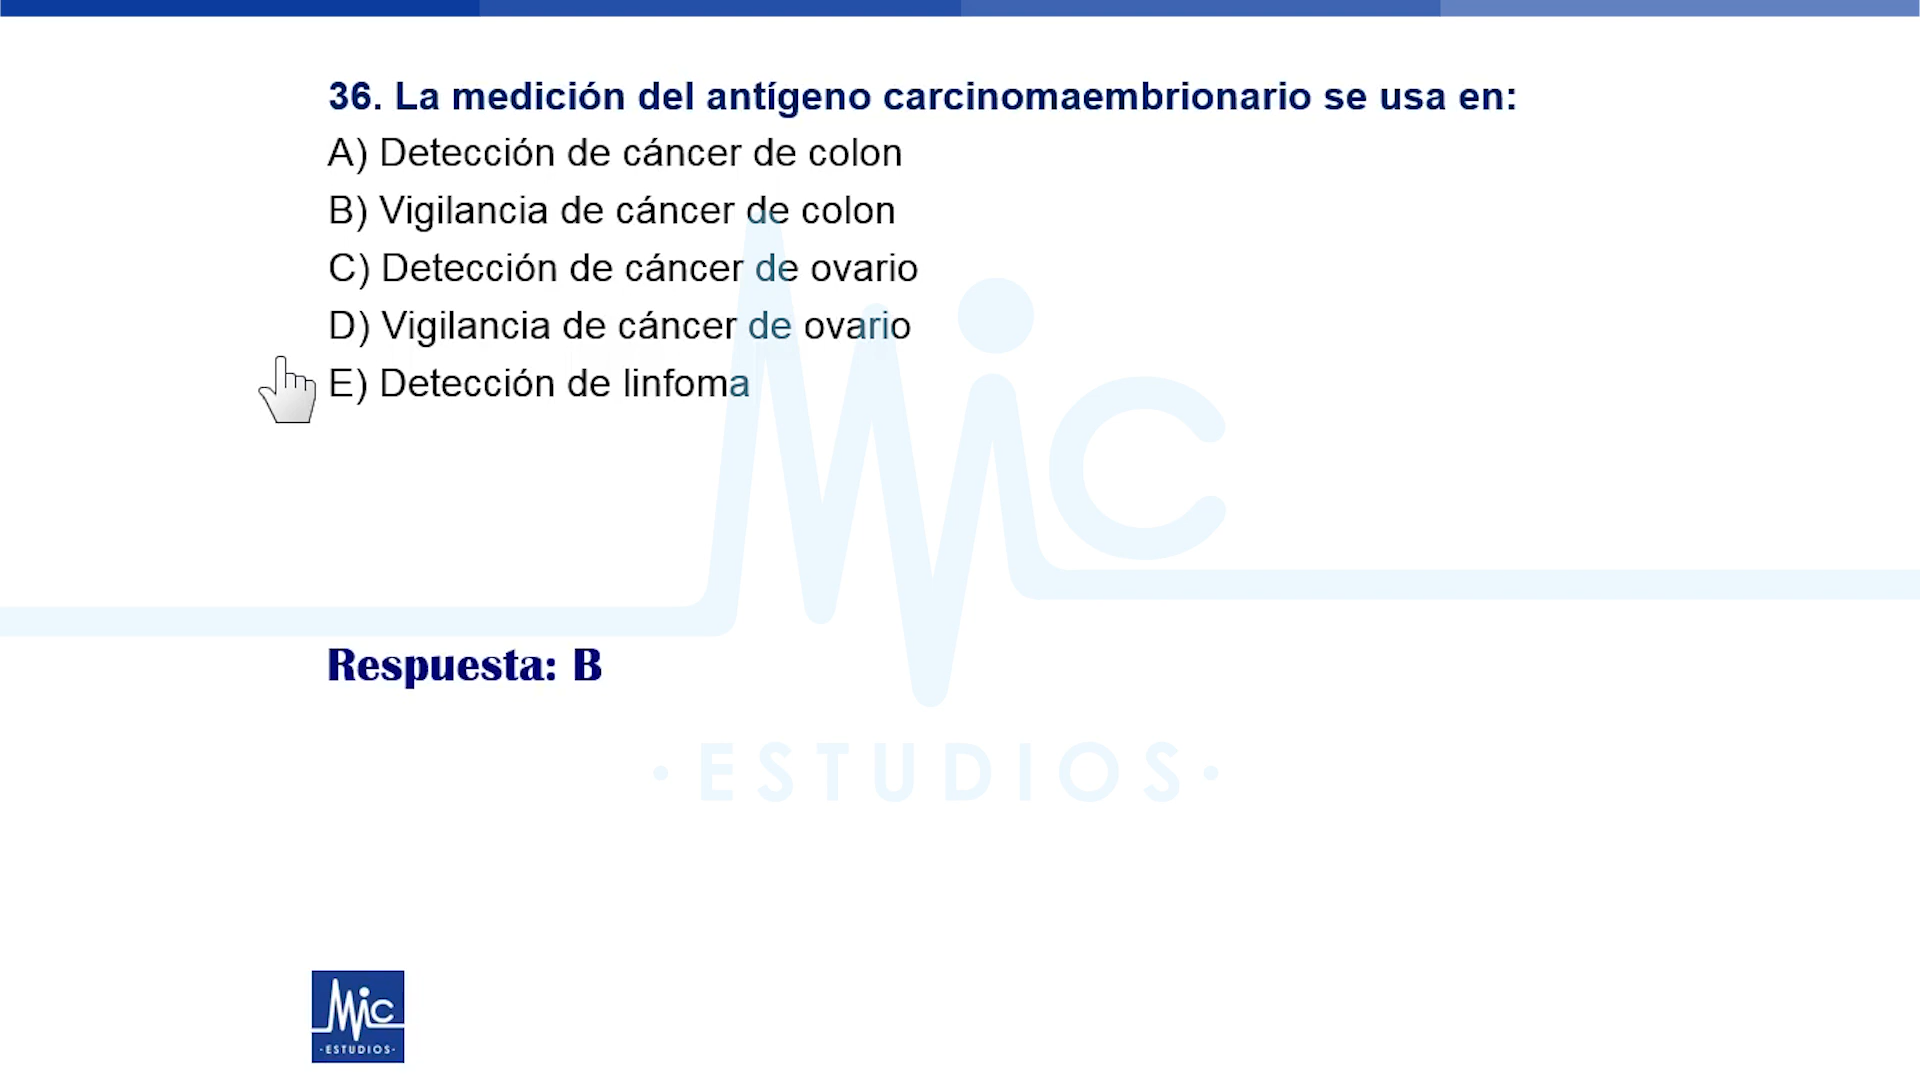 36. La medición del antígeno carcinomaembrionario se usa en:
A) Detección de cáncer de colon
B) Vigilancia de cáncer de colon
C) Detección de cáncer de ovario
D) Vigilancia de cáncer de ovario
E) Detección de linfoma
Mic
Respuesta: B
·ESTUDIOS·
Mic
·ESTUDIOS·